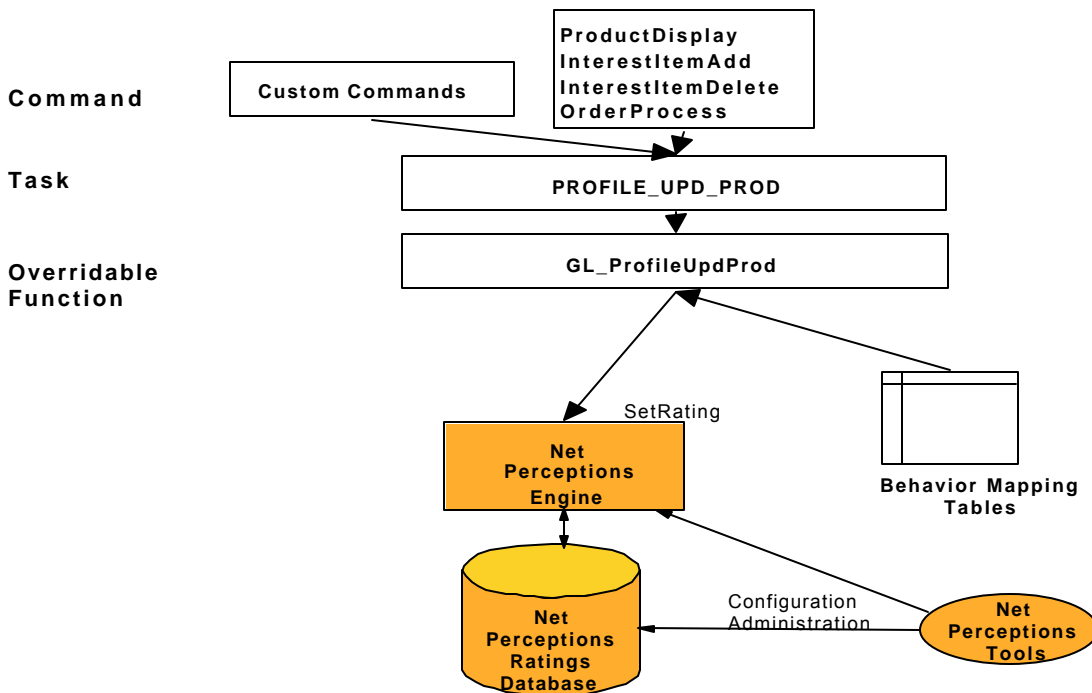 Command
Custom Commands
ProductDisplay
InterestItemAdd
InterestItemDelete
OrderProcess
Task
PROFILE_UPD_PROD
Overridable
Function
GL_ProfileUpdProd
SetRating
Net
Perceptions
Engine
Behavior Mapping
Tables
Net
Perceptions
Ratings
Database
Configuration
Administration
Net
Perceptions
Tools